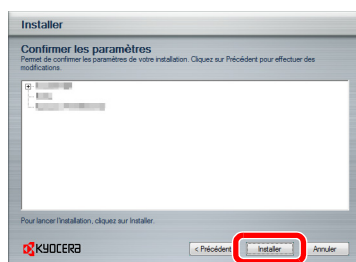 Installer
Confirmer les paramètres
Permet de confirmer les paramètres de votre installation. Cliquez sur Précédent pour effectuer des
modifications.
Pour lancer l'installation, cliquez sur Installer.
KYOCERA
< Précédent Installer Annuler